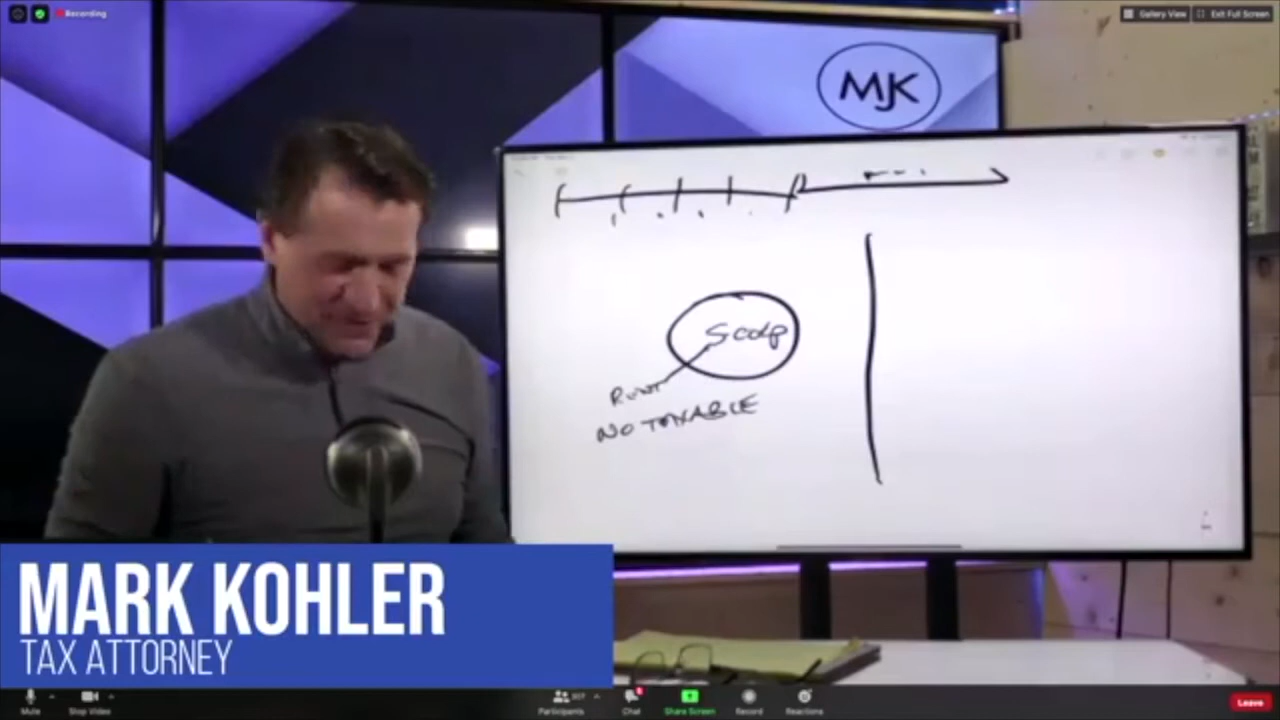 Recording
Gallery View
Exit Full Screen
MJK
Scorp
NO TAXABLE
MARK KOHLER
TAX ATTORNEY
Mute
Stop Video
Participants
Chat
Share Screen
Record
Reactions
Leave